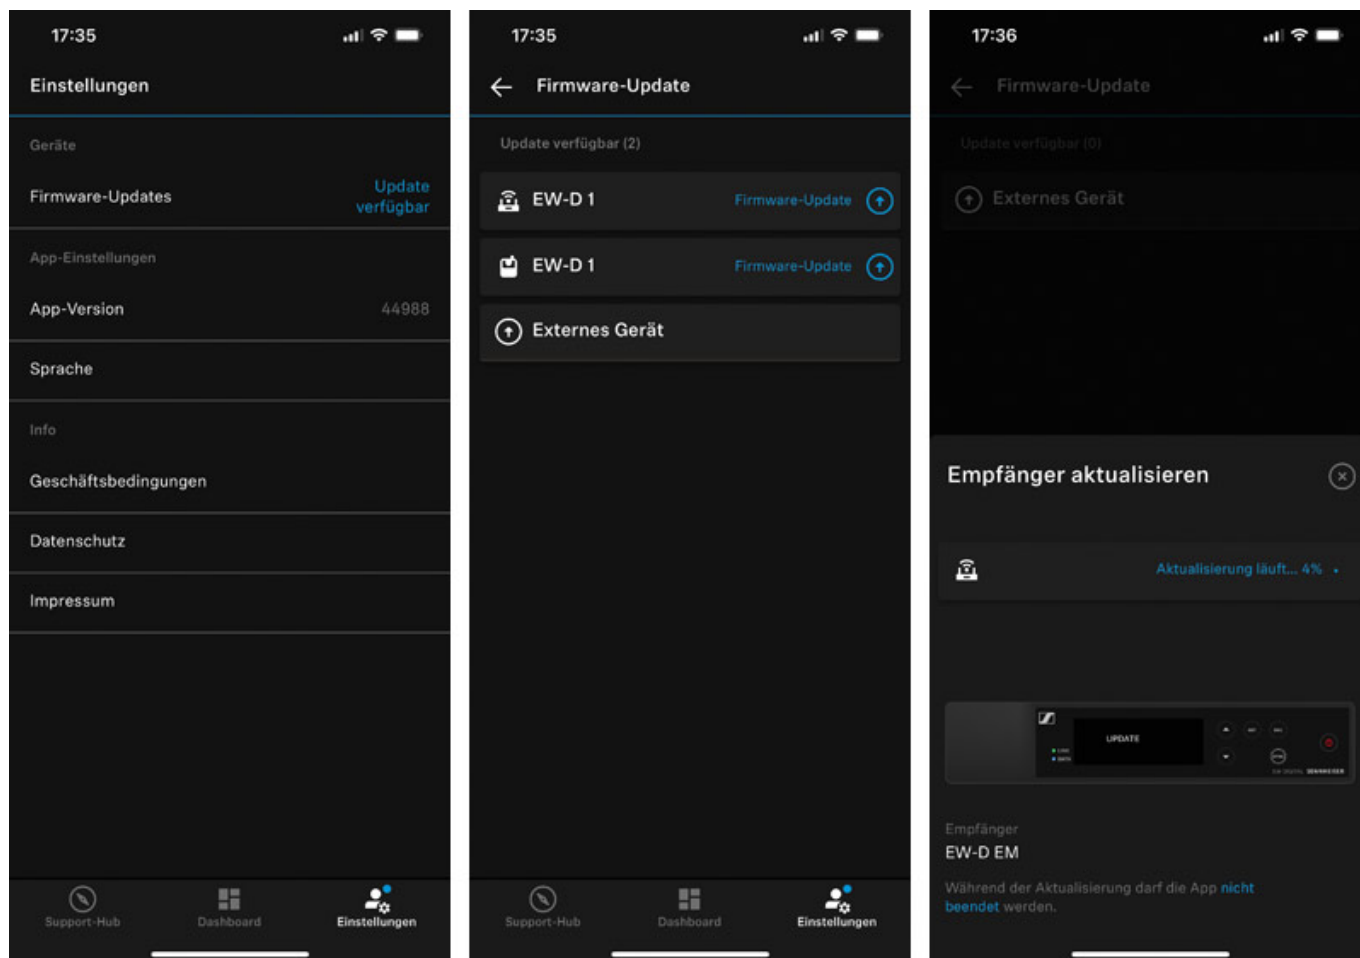 17:35
Einstellungen
Geräte
Firmware-Updates
Update
verfügbar
App-Einstellungen
App-Version 44988
Sprache
Info
Geschäftsbedingungen
Datenschutz
Impressum
Support-Hub Dashboard Einstellungen
17:35
Firmware-Update
Update verfügbar (2)
EW-D 1 Firmware-Update
EW-D 1 Firmware-Update
Externes Gerät
Support-Hub Dashboard Einstellungen
17:36
Firmware-Update
Update verfügbar (0)
Externes Gerät
Empfänger aktualisieren
Aktualisierung läuft... 4%
UPDATE
LINK
DATA
SENNHEISER
Empfänger
EW-D EM
Während der Aktualisierung darf die App nicht
beendet werden.